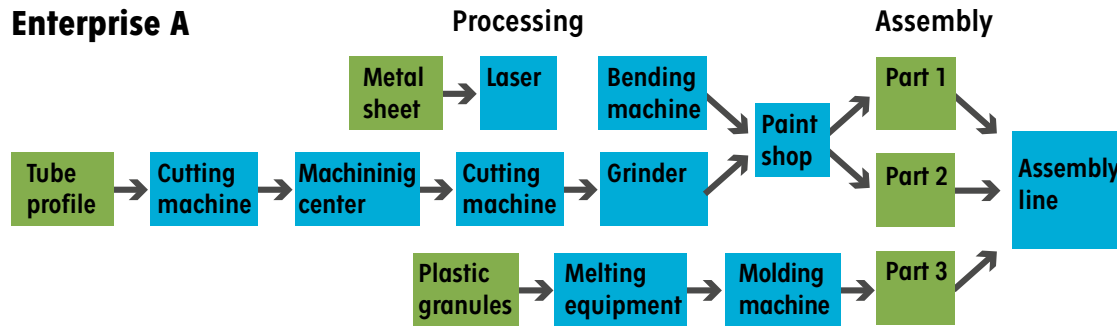 Enterprise A
Processing
Assembly
Metal
sheet
Laser
Bending
machine
Paint
shop
Part 1
Tube
profile
Cutting
machine
Machininig
center
Cutting
machine
Grinder
Part 2
Assembly
line
Plastic
granules
Melting
equipment
Molding
machine
Part 3